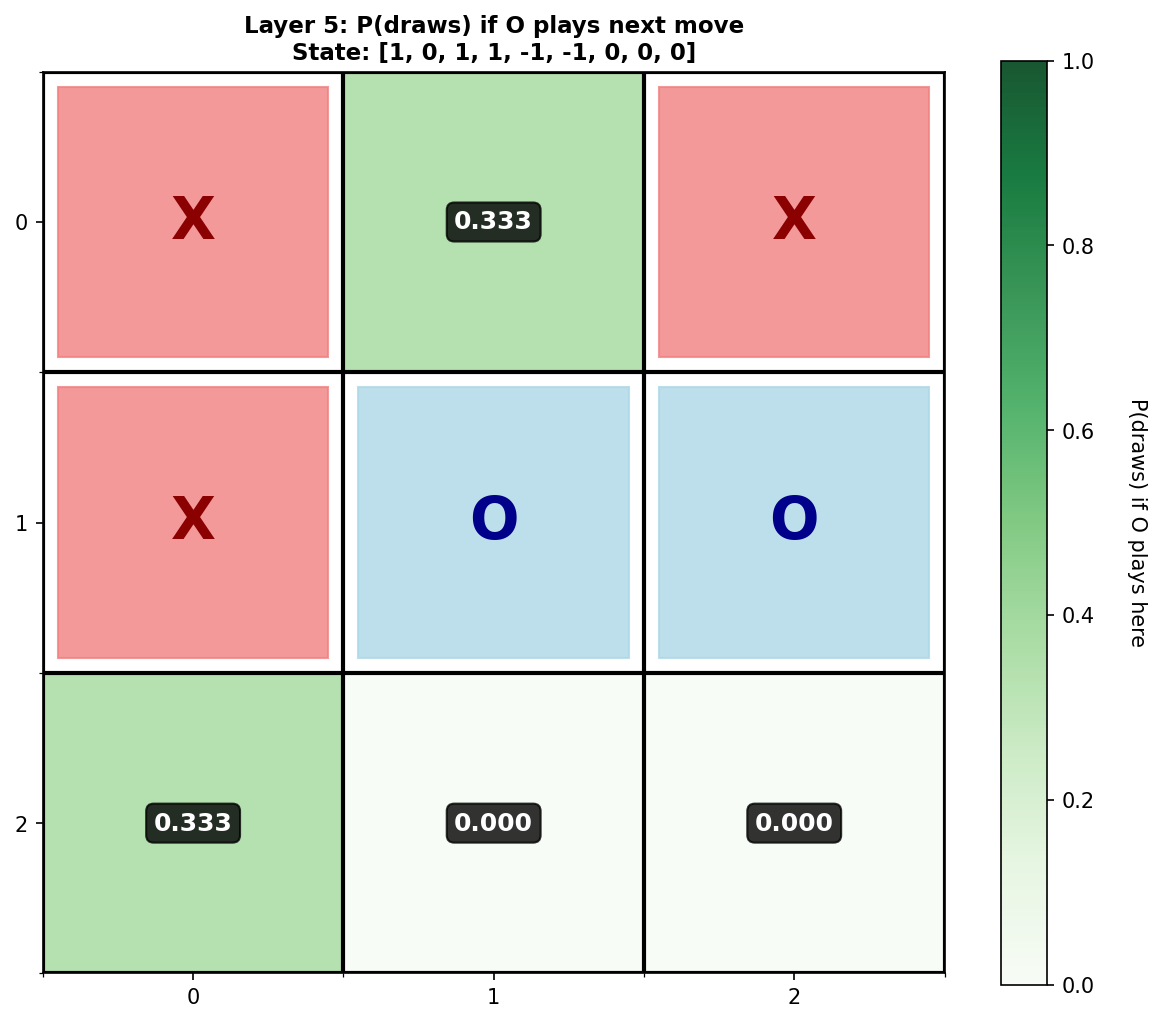 Layer 5: P(draws) if O plays next move
State: [1, 0, 1, 1, -1, -1, 0, 0, 0]
X
0.333
X
X
O
O
0.333
0.000
0.000
0
1
2
0
1
2
1.0
0.8
0.6
0.4
0.2
0.0
P(draws) if O plays here